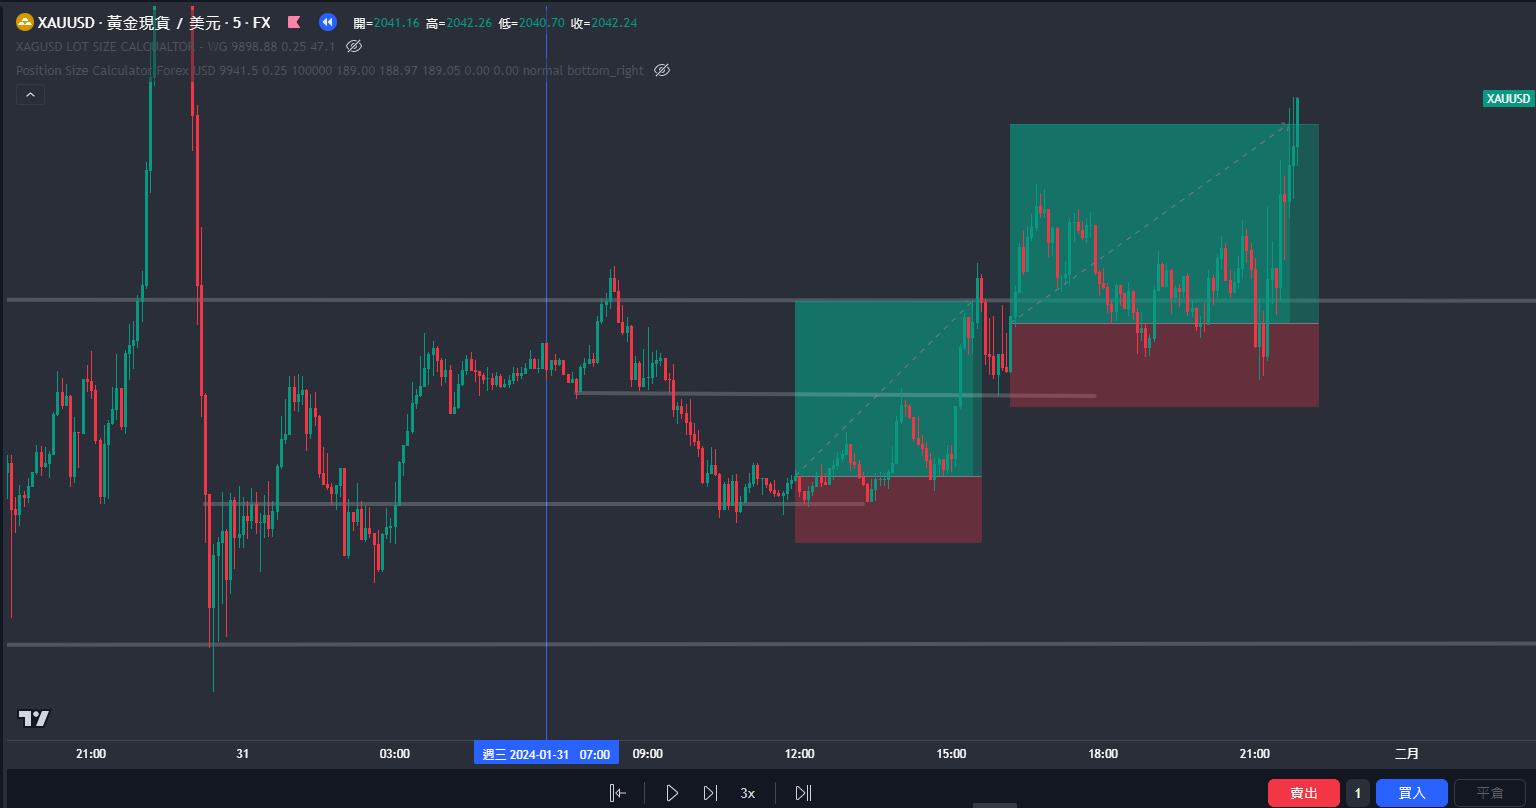 XAUUSD · 黃金現貨 / 美元 · 5 · FX 開=2041.16 高=2042.26 低=2040.70 收=2042.24
XAGUSD LOT SIZE CALCUALTOR - WG 9898.88 0.25 47.1
Position Size Calculator Forex USD 9941.5 0.25 100000 189.00 188.97 189.05 0.00 0.00 normal bottom_right
XAUUSD
21:00 31 03:00 週三 2024-01-31 07:00 09:00 12:00 15:00 18:00 21:00 二月
3x 賣出 1 買入 平倉